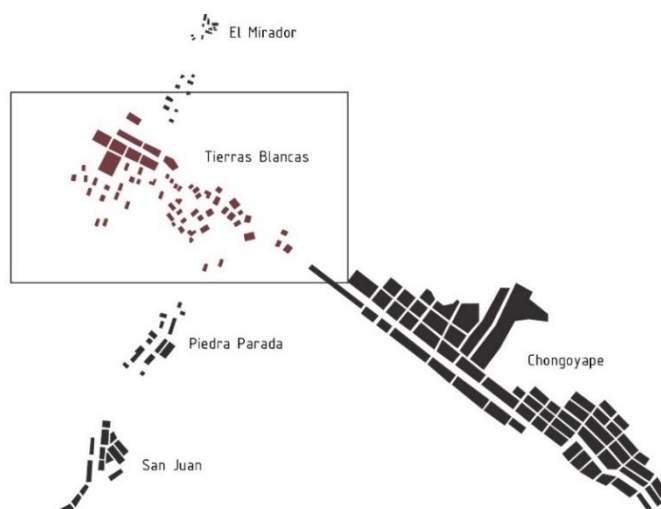 El Mirador
Tierras Blancas
Piedra Parada
Chongoyape
San Juan